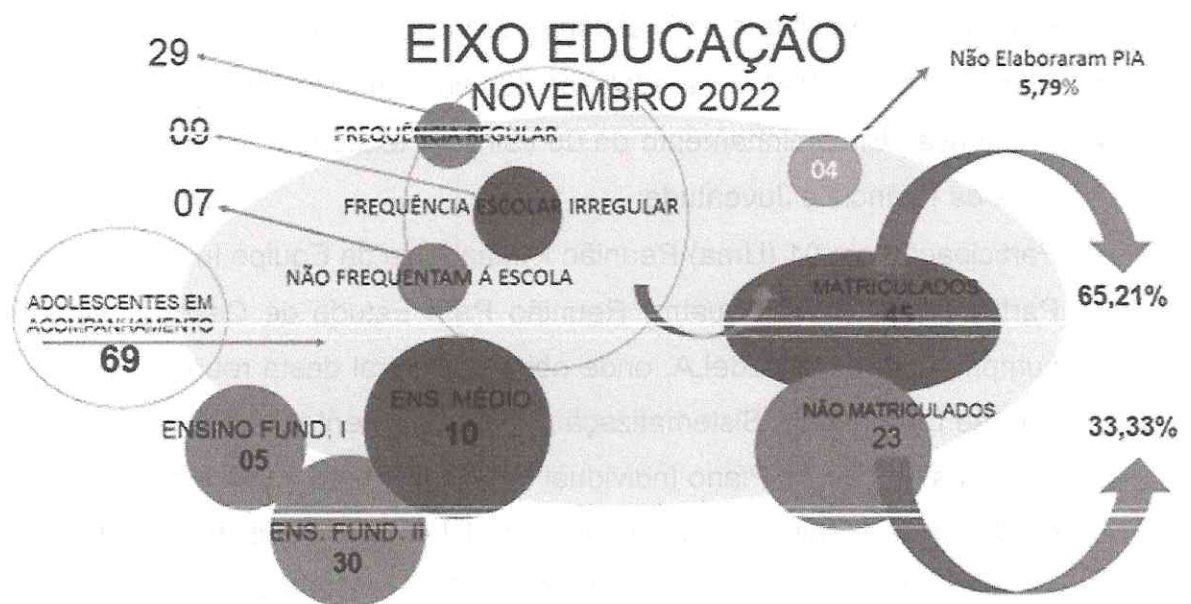 EIXO EDUCAÇÃO
NOVEMBRO 2022
29
FREQUÊNCIA REGULAR
09
FREQUÊNCIA ESCOLAR IRREGULAR
07
NÃO FREQUENTAM Á ESCOLA
Não Elaboraram PIA
5,79%
04
ADOLESCENTES EM
ACOMPANHAMENTO
69
MATRICULADOS
45
65,21%
NÃO MATRICULADOS
23
33,33%
ENS. MÉDIO
10
ENSINO FUND. I
05
ENS. FUND. II
30